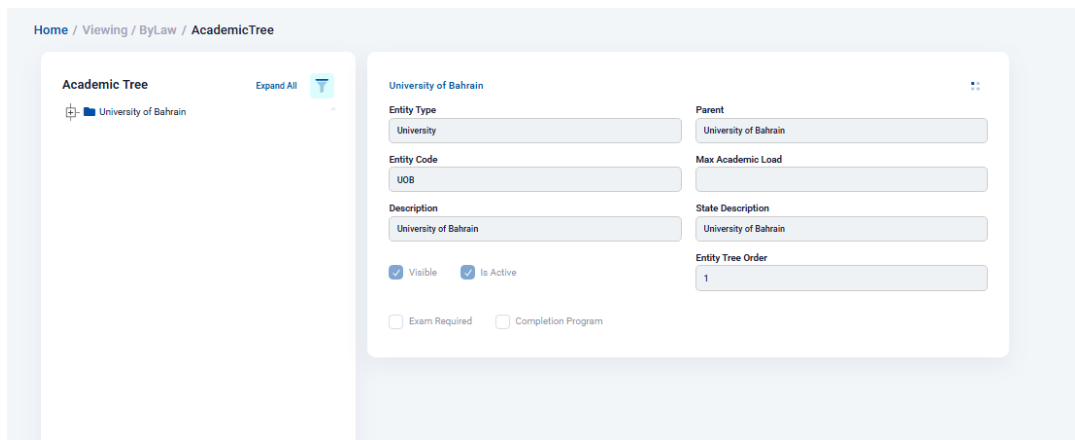 Home / Viewing / ByLaw / AcademicTree
Academic Tree
Expand All
University of Bahrain
University of Bahrain
Entity Type
University
Parent
University of Bahrain
Entity Code
UOB
Max Academic Load
Description
University of Bahrain
State Description
University of Bahrain
Visible
Is Active
Entity Tree Order
1
Exam Required
Completion Program